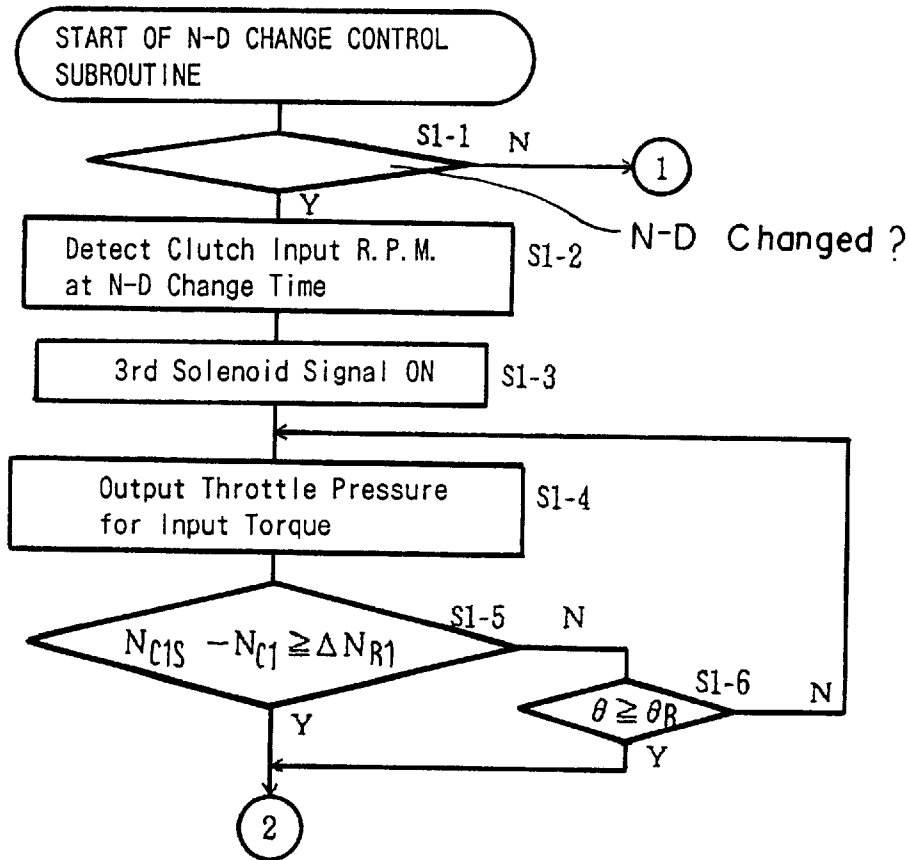 START OF N-D CHANGE CONTROL
SUBROUTINE
S1-1
N
1
Y
N-D Changed?
Detect Clutch Input R.P.M.
at N-D Change Time
S1-2
3rd Solenoid Signal ON
S1-3
Output Throttle Pressure
for Input Torque
S1-4
S1-5
N
N_C1S - N_C1 ≧ ΔN_R1
S1-6
N
θ ≧ θ_R
Y
Y
2